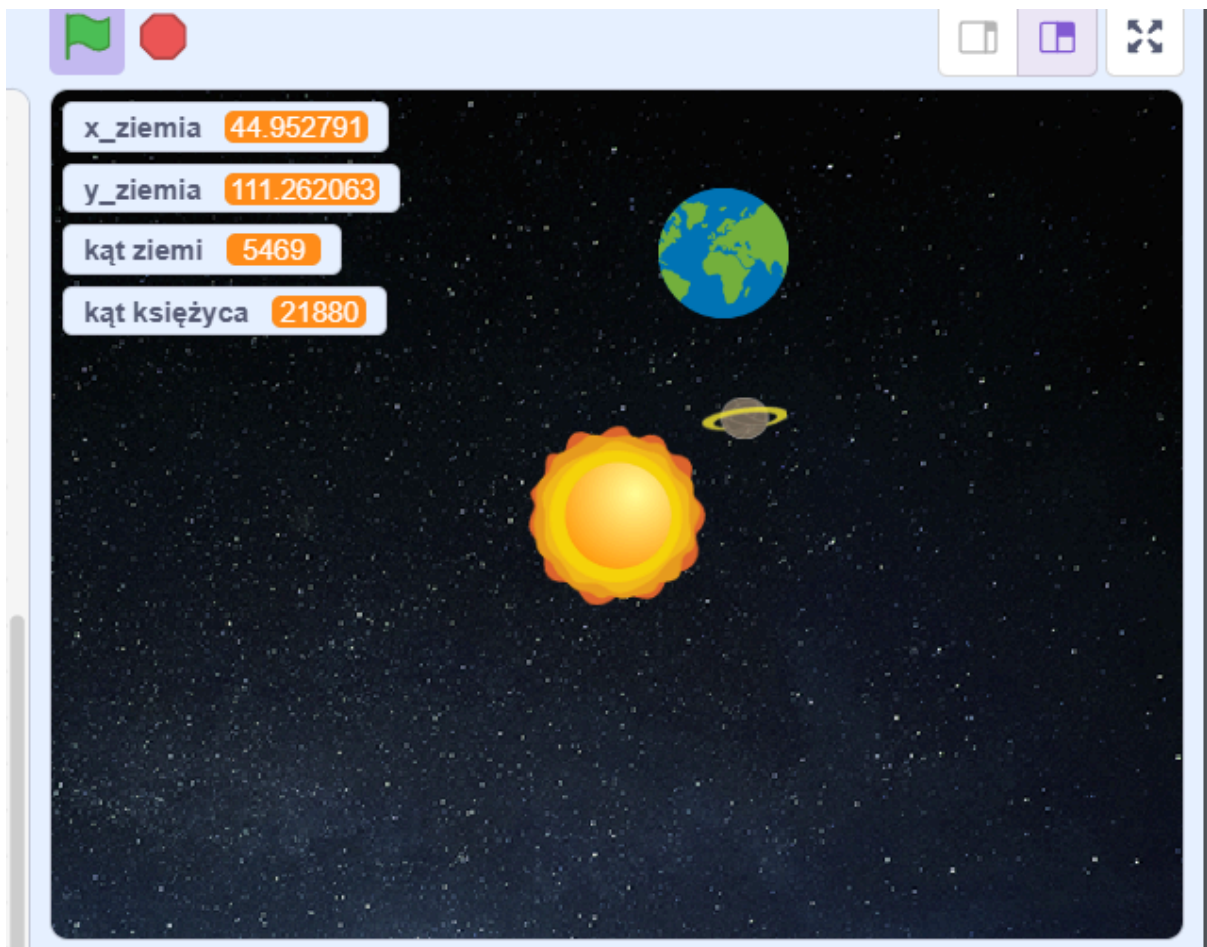 x_ziemia 44.952791
y_ziemia 111.262063
kąt ziemi 5469
kąt księżyca 21880